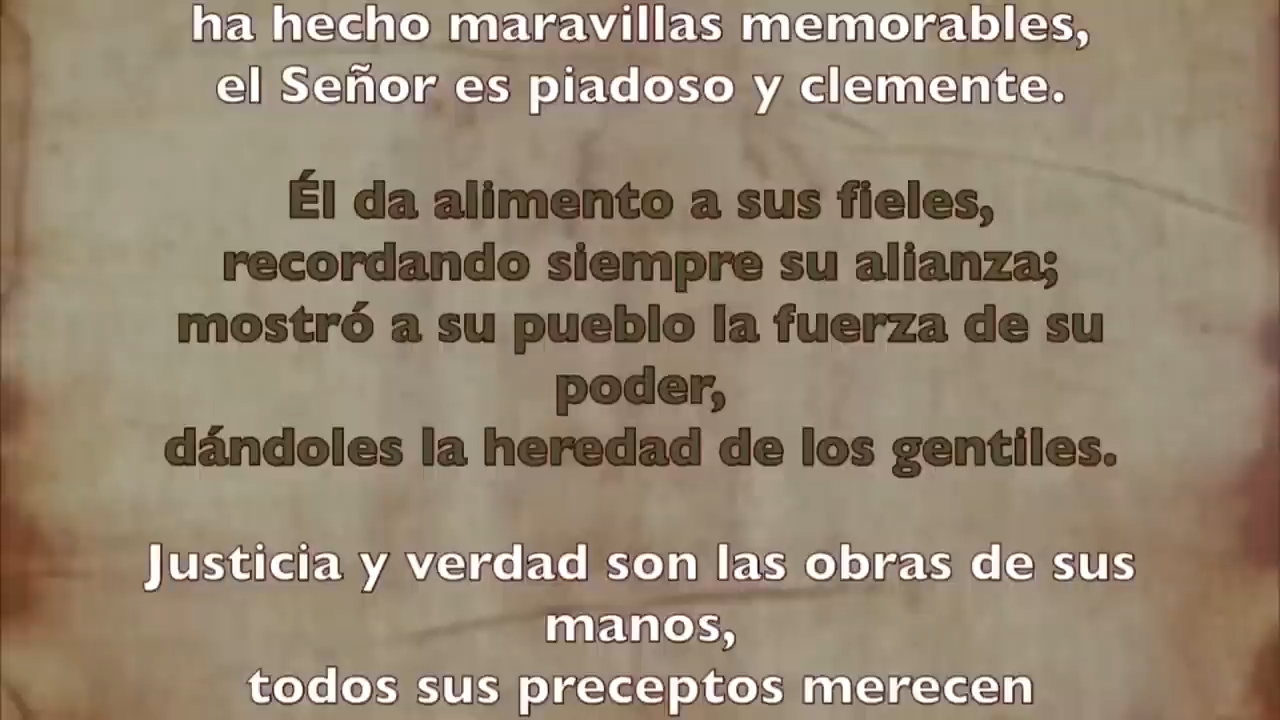 ha hecho maravillas memorables,
el Señor es piadoso y clemente.
Él da alimento a sus fieles,
recordando siempre su alianza;
mostró a su pueblo la fuerza de su
poder,
dándoles la heredad de los gentiles.
Justicia y verdad son las obras de sus
manos,
todos sus preceptos merecen